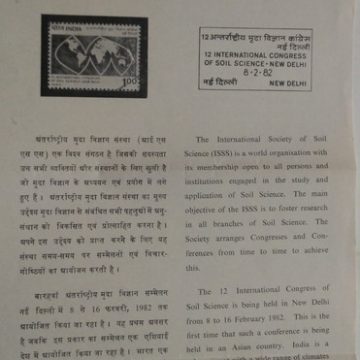 भारत INDIA
1.00
12 अन्तर्राष्ट्रीय मृदा विज्ञान कांग्रेस
नई दिल्ली
12 INTERNATIONAL CONGRESS
OF SOIL SCIENCE - NEW DELHI
8-2-82
नई दिल्ली NEW DELHI
अंतर्राष्ट्रीय मृदा विज्ञान संस्था (आई एस
एस एस) एक विश्व संगठन है जिसकी सदस्यता
उन सभी व्यक्तियों और संस्थानों के लिए खुली है
जो मृदा विज्ञान के अध्ययन एवं प्रयोग में लगे
हुए हैं । इस विज्ञान संस्था का मुख्य
उद्देश्य मृदा विज्ञान से संबंधित सभी पहलुओं में अनु-
संधान को विकसित एवं प्रोत्साहित करना है ।
अपने इस उद्देश्य को प्राप्त करने के लिए यह
संस्था समय-समय पर सम्मेलनों एवं विचार-
गोष्ठियों का आयोजन करती है ।
बारहवां अंतर्राष्ट्रीय मृदा विज्ञान सम्मेलन
नई दिल्ली में 8 से 16 फरवरी, 1982 तक
आयोजित किया जा रहा है । यह प्रथम अवसर
है जबकि इस प्रकार का सम्मेलन एक एशियाई
देश में आयोजित किया जा रहा है । भारत एक
The International Society of Soil
Science (ISSS) is a world organisation with
its membership open to all persons and
institutions engaged in the study and
application of Soil Science. The main
objective of the ISSS is to foster research
in all branches of Soil Science. The
Society arranges Congresses and Con-
ferences from time to time to achieve
this.
The 12 International Congress of
Soil Science is being held in New Delhi
from 8 to 16 February 1982. This is the
first time that such a conference is being
held in an Asian country. India is a
with a wide range of climates